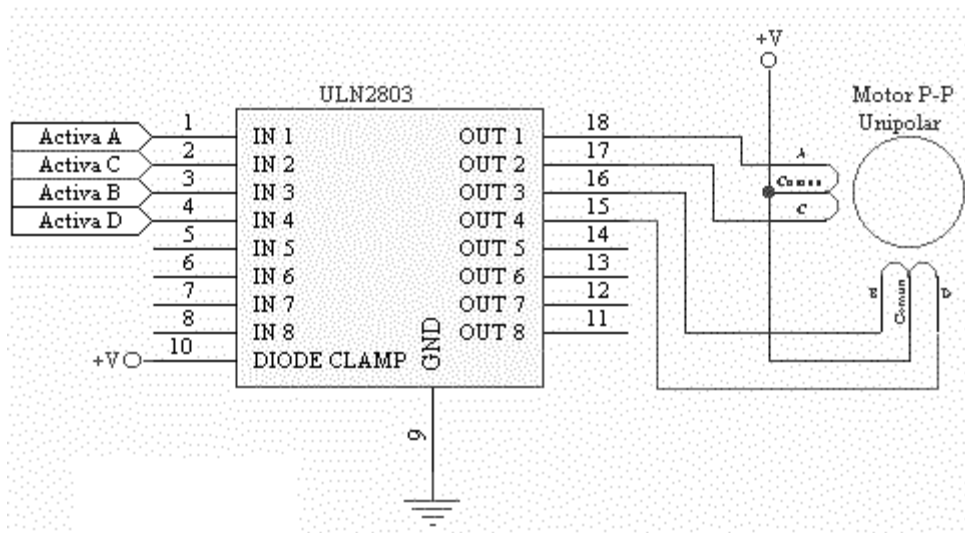 +V
ULN2803
Motor P-P
Unipolar
Activa A
Activa C
Activa B
Activa D
1
2
3
4
5
6
7
8
10
+V
IN 1
IN 2
IN 3
IN 4
IN 5
IN 6
IN 7
IN 8
DIODE CLAMP
GND
9
OUT 1
OUT 2
OUT 3
OUT 4
OUT 5
OUT 6
OUT 7
OUT 8
18
17
16
15
14
13
12
11
A
Comun
C
B
Comun
D